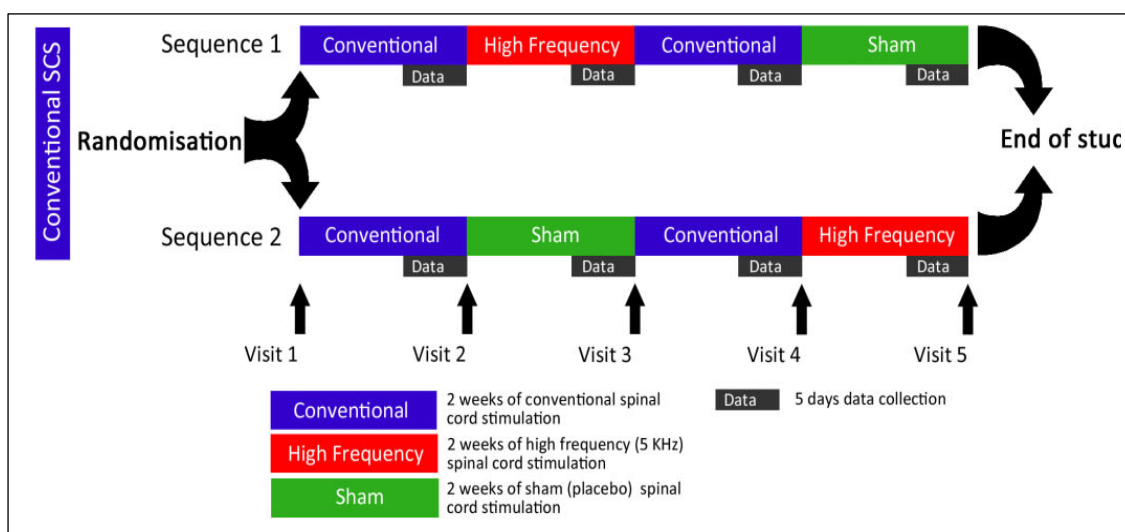 Conventional SCS
Sequence 1
Conventional
High Frequency
Conventional
Sham
Data
Data
Data
Data
Randomisation
End of stud
Sequence 2
Conventional
Sham
Conventional
High Frequency
Data
Data
Data
Data
Visit 1
Visit 2
Visit 3
Visit 4
Visit 5
Conventional
2 weeks of conventional spinal
cord stimulation
Data
5 days data collection
High Frequency
2 weeks of high frequency (5 KHz)
spinal cord stimulation
Sham
2 weeks of sham (placebo) spinal
cord stimulation